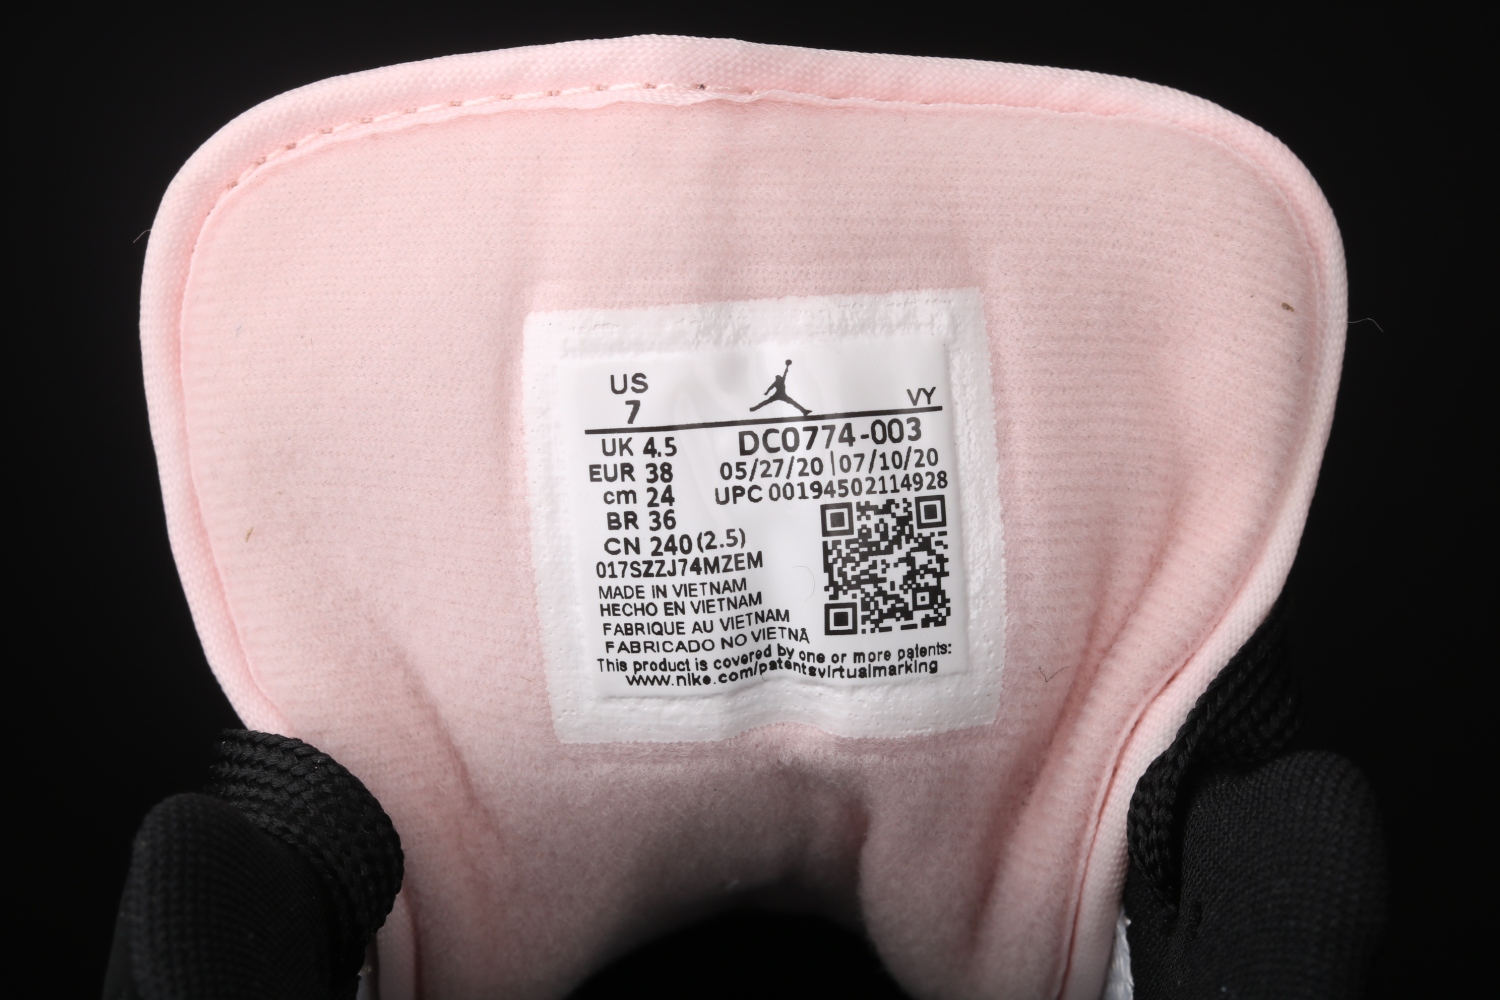 US
7
VY
UK 4.5
EUR 38
cm 24
BR 36
CN 240 (2.5)
DC0774-003
05/27/20 | 07/10/20
UPC 00194502114928
017SZZJ74MZEM
MADE IN VIETNAM
HECHO EN VIETNAM
FABRIQUE AU VIETNAM
FABRICADO NO VIETNÃ
This product is covered by one or more patents:
www.nike.com/patentsvirtualmarking